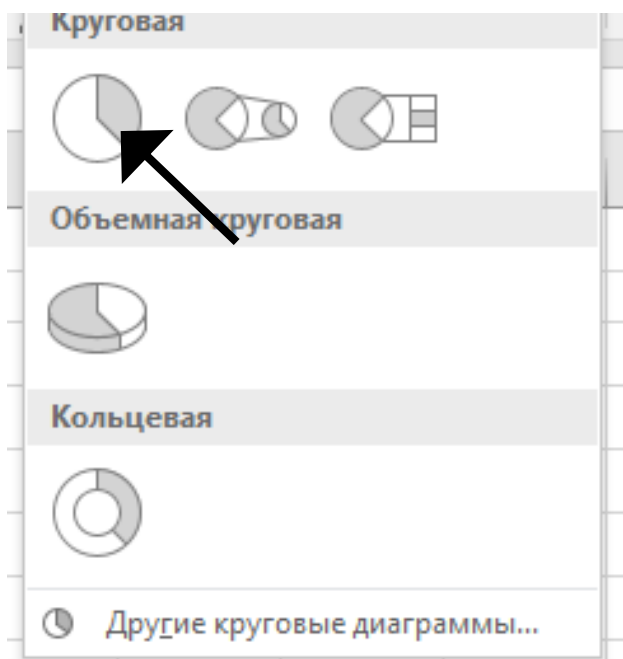 Круговая
Объемная круговая
Кольцевая
Другие круговые диаграммы...